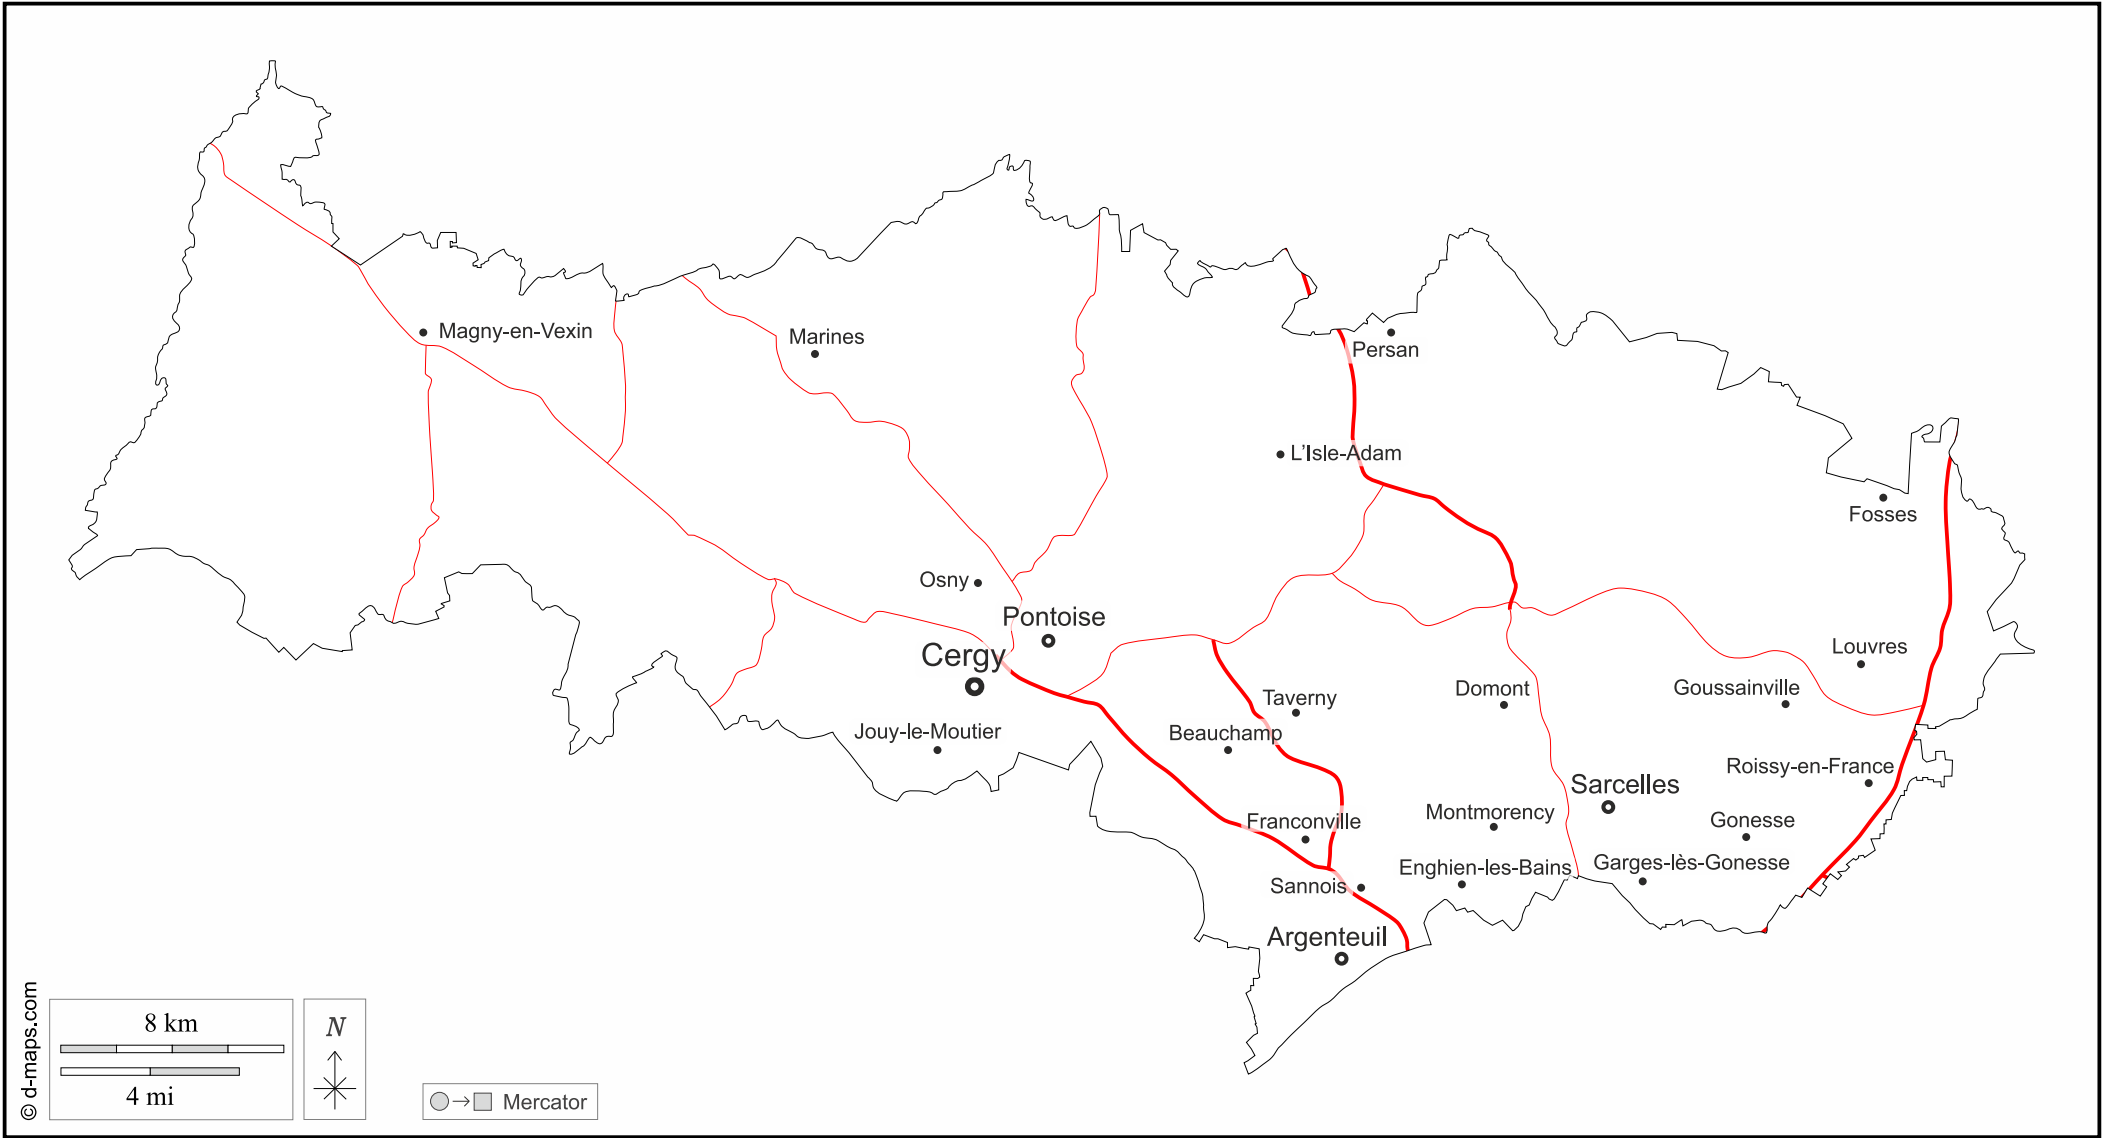 Magny-en-Vexin
Marines
Persan
L'Isle-Adam
Fosses
Osny
Pontoise
Cergy
Louvres
Taverny
Domont
Goussainville
Jouy-le-Moutier
Beauchamp
Roissy-en-France
Sarcelles
Montmorency
Franconville
Gonesse
Enghien-les-Bains
Garges-lès-Gonesse
Sannois
Argenteuil
© d-maps.com
8 km
4 mi
N
Mercator